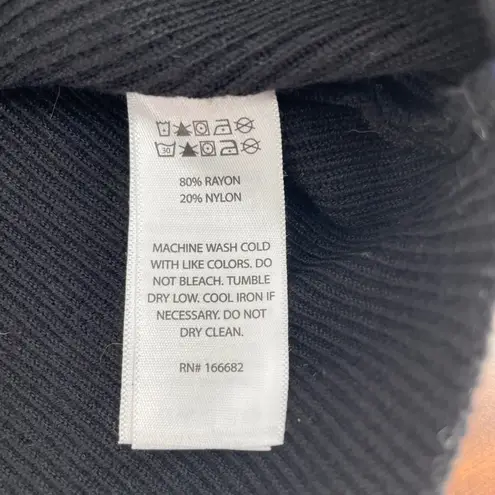 30
80% RAYON
20% NYLON
MACHINE WASH COLD
WITH LIKE COLORS. DO
NOT BLEACH. TUMBLE
DRY LOW. COOL IRON IF
NECESSARY. DO NOT
DRY CLEAN.
RN# 166682